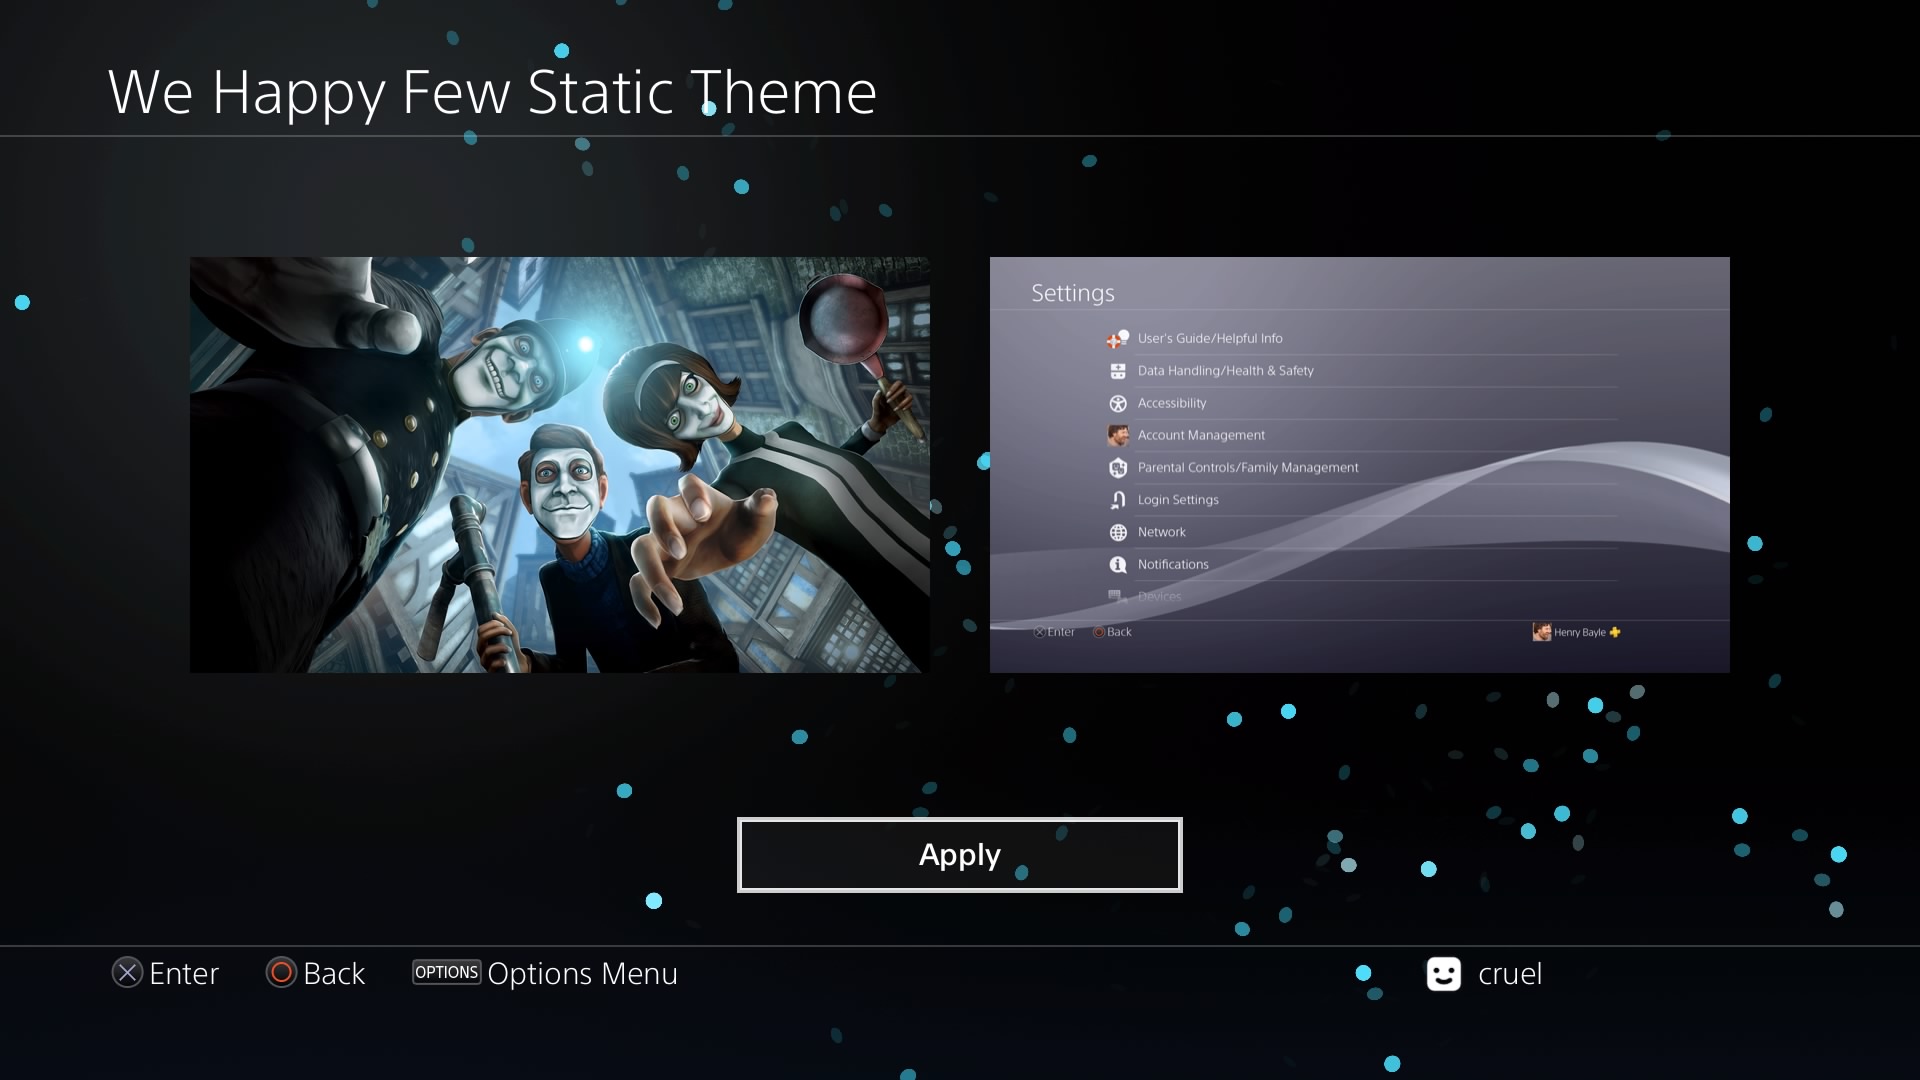 We Happy Few Static Theme
Settings
User's Guide/Helpful Info
Data Handling/Health & Safety
Accessibility
Account Management
Parental Controls/Family Management
Login Settings
Network
Notifications
Devices
Enter
Back
Henry Bayle
Apply
Enter
Back
OPTIONS Options Menu
cruel